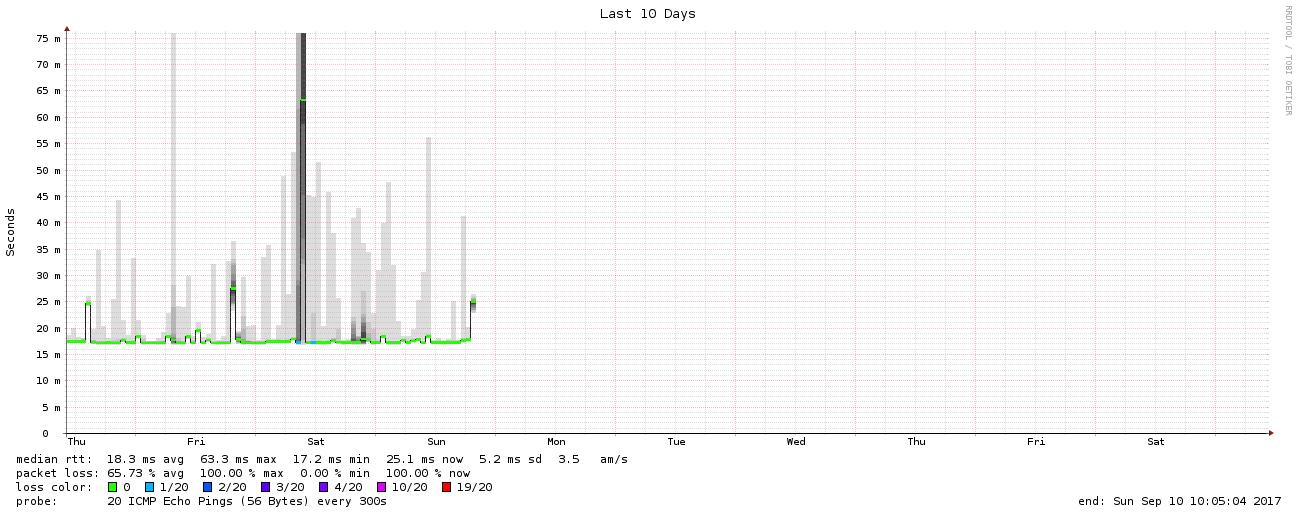 Last 10 Days
RRDTOOL / TOBI OETIKER
Seconds
75 m
70 m
65 m
60 m
55 m
50 m
45 m
40 m
35 m
30 m
25 m
20 m
15 m
10 m
5 m
0
Thu Fri Sat Sun Mon Tue Wed Thu Fri Sat
median rtt: 18.3 ms avg 63.3 ms max 17.2 ms min 25.1 ms now 5.2 ms sd 3.5 am/s
packet loss: 65.73 % avg 100.00 % max 0.00 % min 100.00 % now
loss color: 0 1/20 2/20 3/20 4/20 10/20 19/20
probe: 20 ICMP Echo Pings (56 Bytes) every 300s end: Sun Sep 10 10:05:04 2017